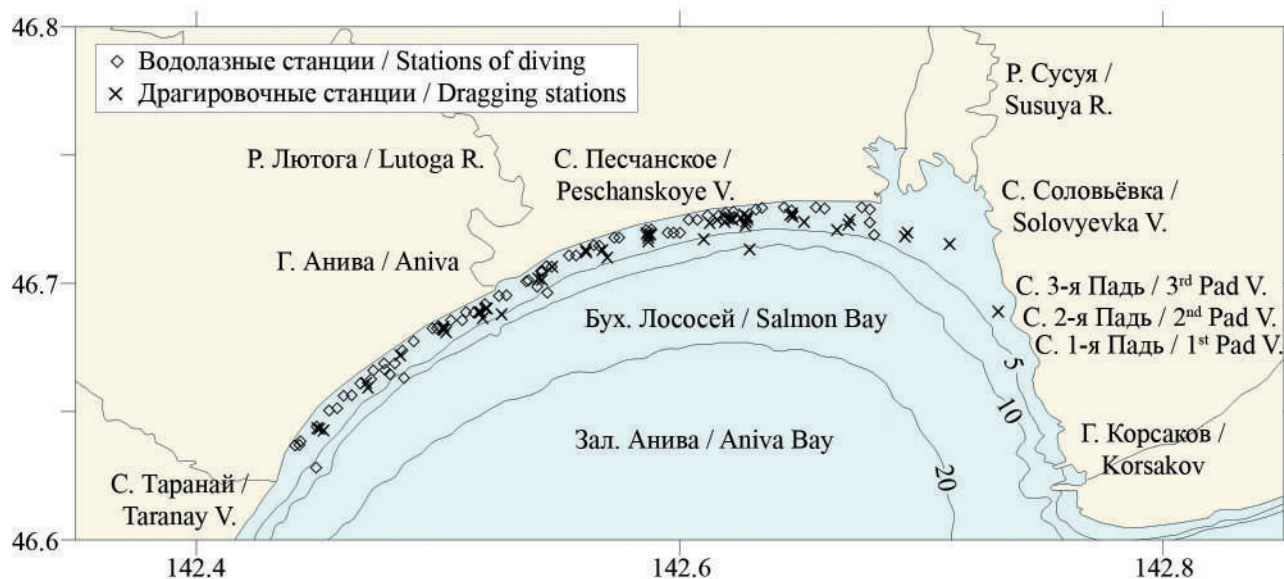 46.8
Водолазные станции / Stations of diving
Драгировочные станции / Dragging stations
Р. Сусуя /
Susuya R.
Р. Лютога / Lutoga R.
С. Песчанское /
Peschanskoye V.
С. Соловьёвка /
Solovyevka V.
Г. Анива / Aniva
46.7
С. 3-я Падь / 3rd Pad V.
С. 2-я Падь / 2nd Pad V.
С. 1-я Падь / 1st Pad V.
Бух. Лососей / Salmon Bay
5
10
20
Зал. Анива / Aniva Bay
Г. Корсаков /
Korsakov
С. Таранай /
Taranay V.
46.6
142.4
142.6
142.8